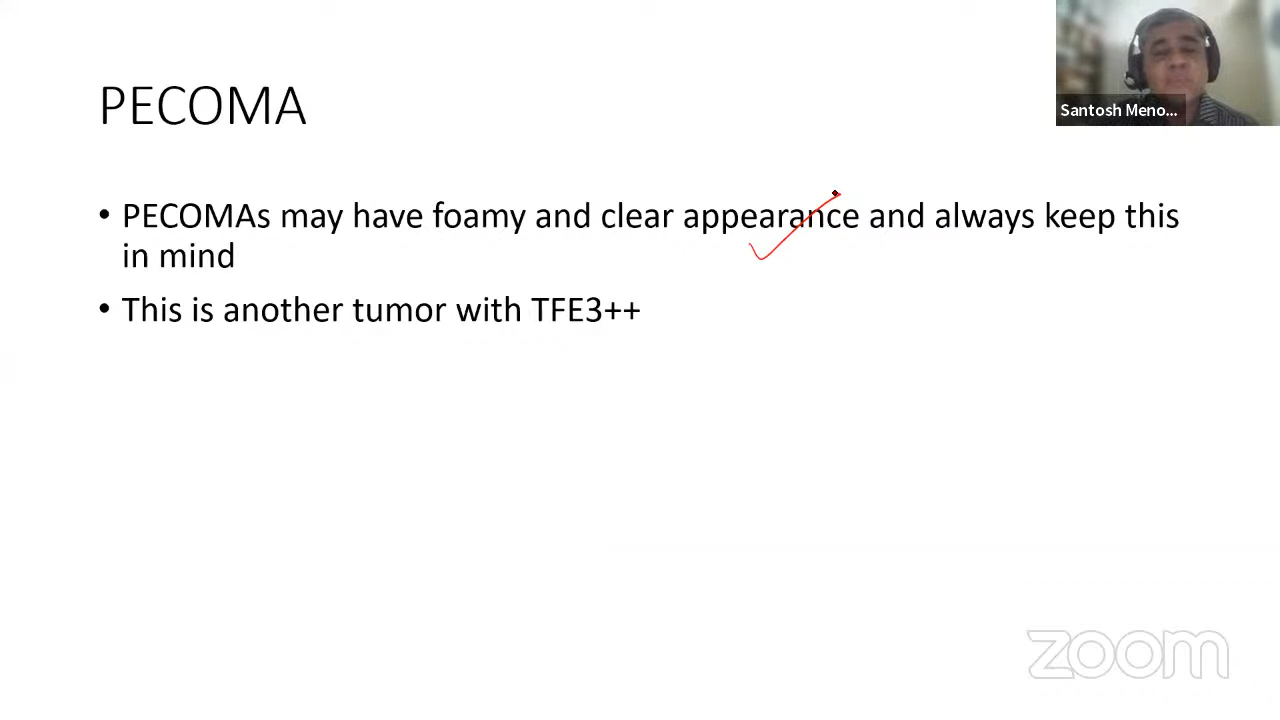 Santosh Meno...
PECOMA
• PECOMAs may have foamy and clear appearance and always keep this
in mind
• This is another tumor with TFE3++
zoom